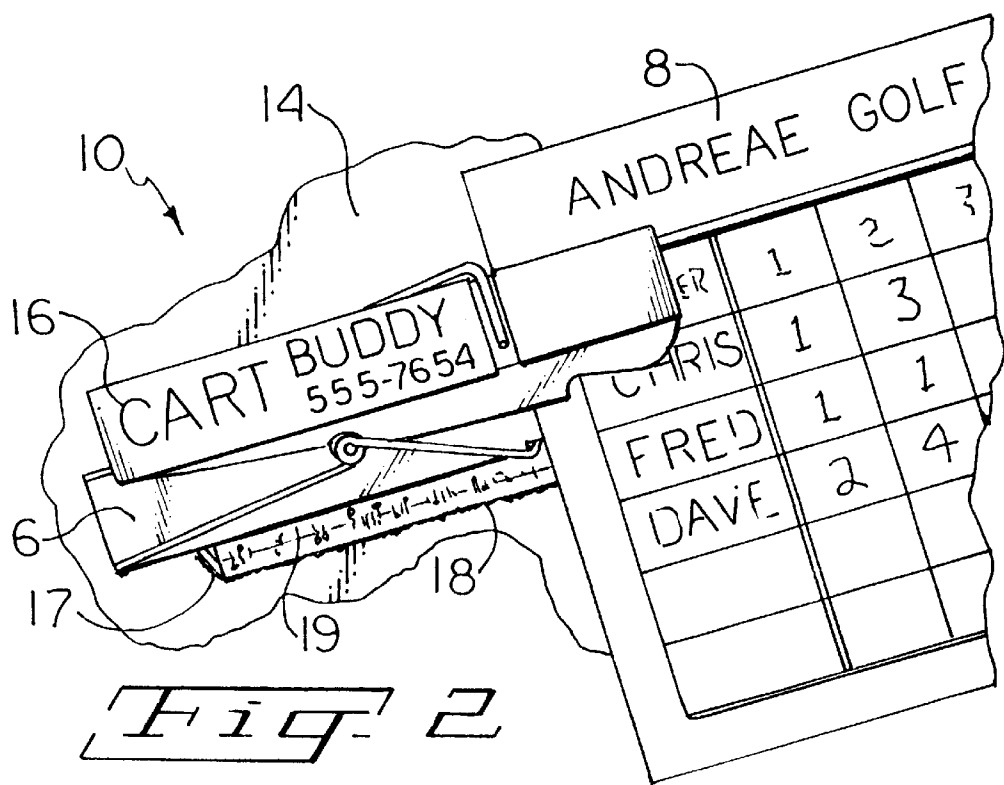 14
8
10
ANDREAE GOLF
16
CART BUDDY
555-7654
ER 1 2 3
CHRIS 1 3
FRED 1 1
DAVE 2 4
6
17
19
18
Fig. 2